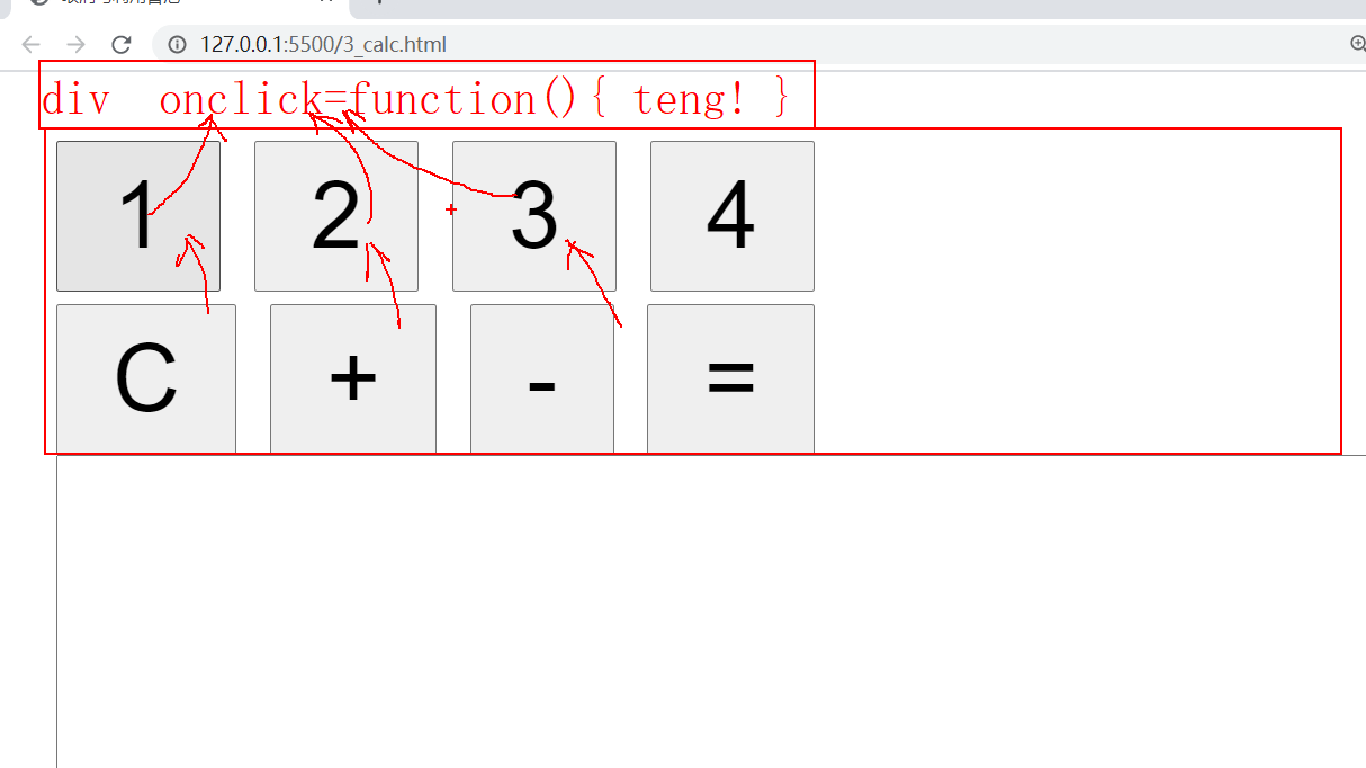 127.0.0.1:5500/3_calc.html
div onclick=function(){ teng! }
1 2 3 4
C + - =